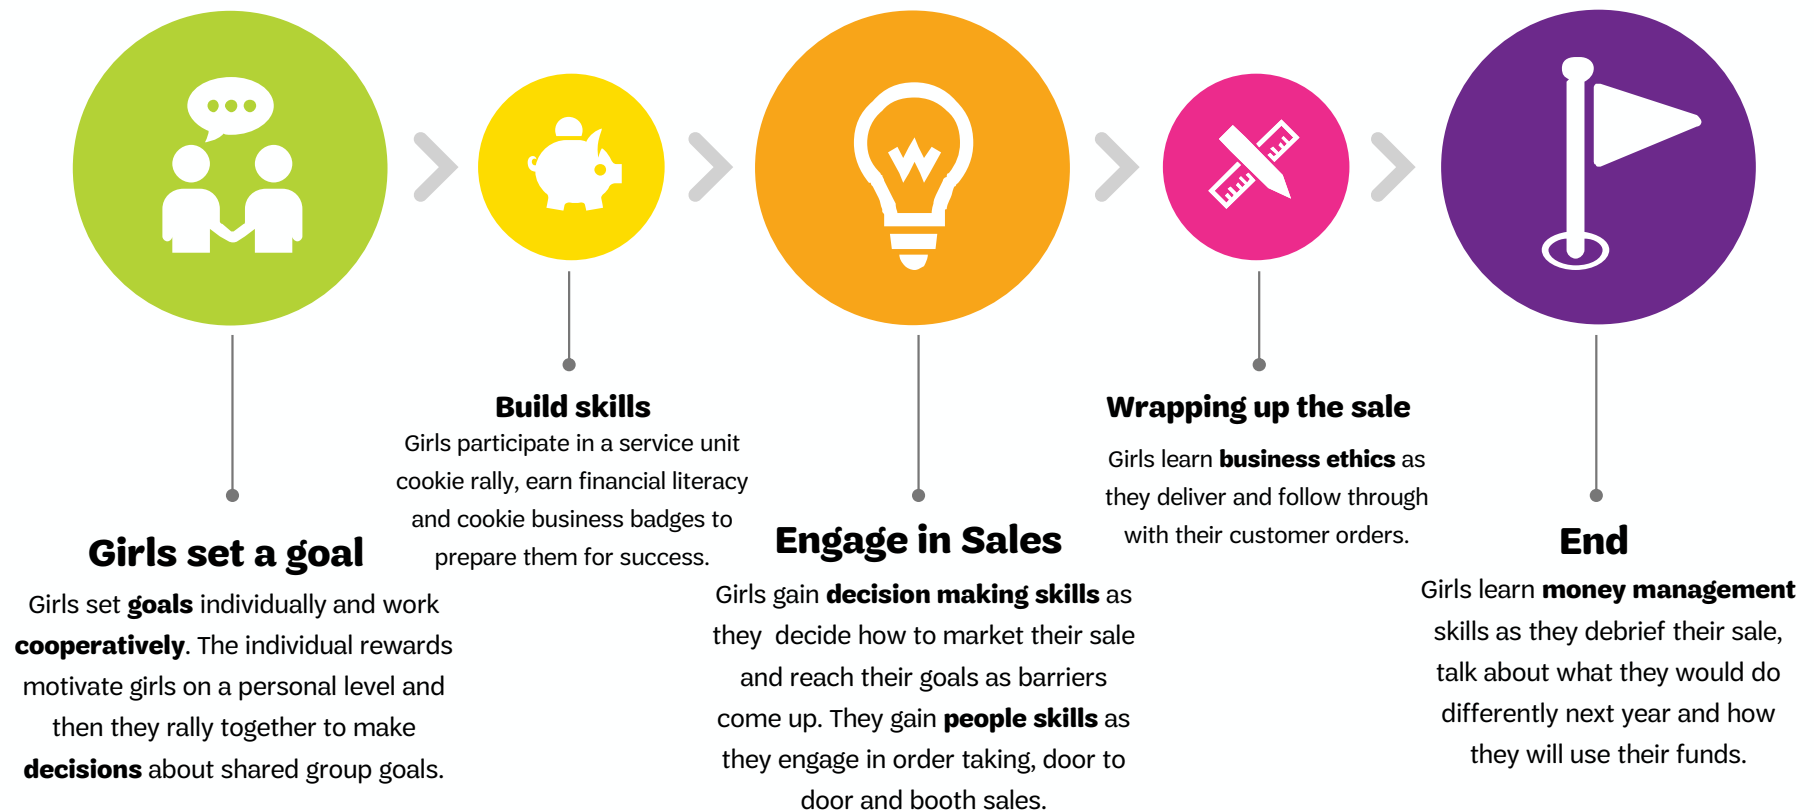 Girls set a goal
Girls set goals individually and work
cooperatively. The individual rewards
motivate girls on a personal level and
then they rally together to make
decisions about shared group goals.
Build skills
Girls participate in a service unit
cookie rally, earn financial literacy
and cookie business badges to
prepare them for success.
Engage in Sales
Girls gain decision making skills as
they decide how to market their sale
and reach their goals as barriers
come up. They gain people skills as
they engage in order taking, door to
door and booth sales.
Wrapping up the sale
Girls learn business ethics as
they deliver and follow through
with their customer orders.
End
Girls learn money management
skills as they debrief their sale,
talk about what they would do
differently next year and how
they will use their funds.